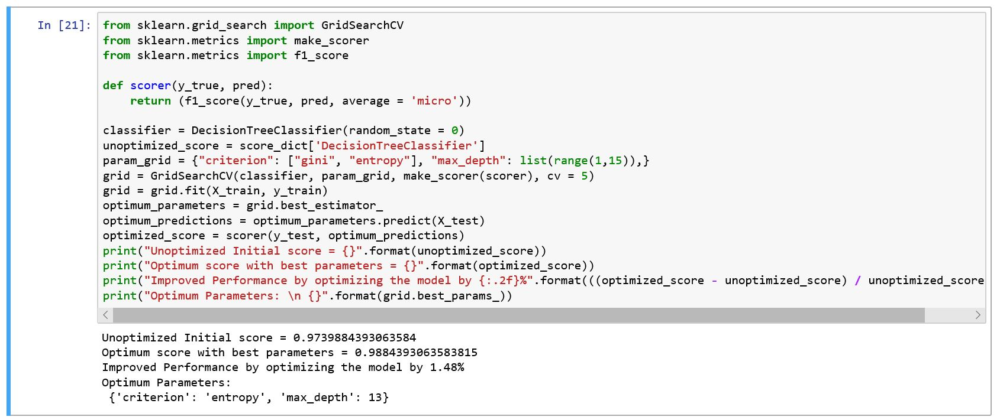 In [21]:
from sklearn.grid_search import GridSearchCV
from sklearn.metrics import make_scorer
from sklearn.metrics import f1_score
def scorer(y_true, pred):
    return (f1_score(y_true, pred, average = 'micro'))
classifier = DecisionTreeClassifier(random_state = 0)
unoptimized_score = score_dict['DecisionTreeClassifier']
param_grid = {"criterion": ["gini", "entropy"], "max_depth": list(range(1,15)),}
grid = GridSearchCV(classifier, param_grid, make_scorer(scorer), cv = 5)
grid = grid.fit(X_train, y_train)
optimum_parameters = grid.best_estimator_
optimum_predictions = optimum_parameters.predict(X_test)
optimized_score = scorer(y_test, optimum_predictions)
print("Unoptimized Initial score = {}".format(unoptimized_score))
print("Optimum score with best parameters = {}".format(optimized_score))
print("Improved Performance by optimizing the model by {:.2f}%".format(((optimized_score - unoptimized_score) / unoptimized_score
print("Optimum Parameters: \n {}".format(grid.best_params_))
Unoptimized Initial score = 0.9739884393063584
Optimum score with best parameters = 0.9884393063583815
Improved Performance by optimizing the model by 1.48%
Optimum Parameters:
 {'criterion': 'entropy', 'max_depth': 13}